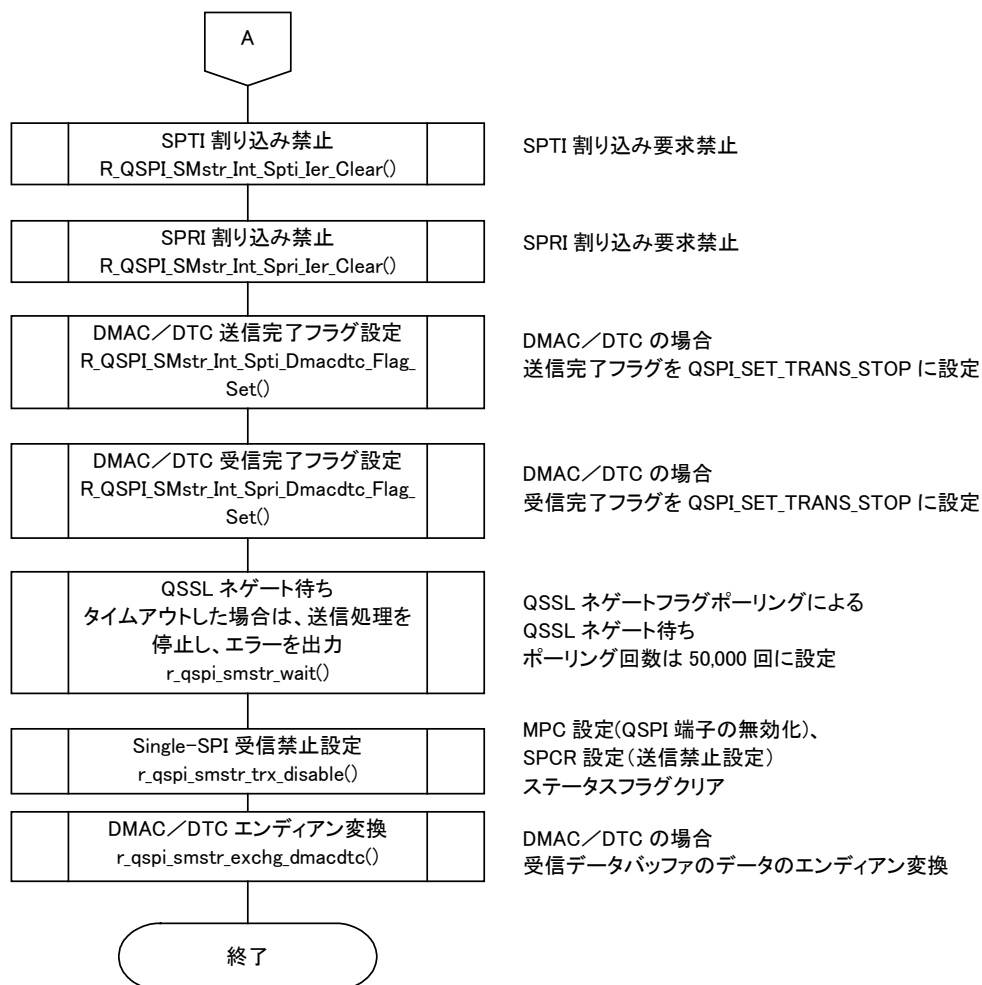 A
SPTI 割り込み禁止
R_QSPI_SMstr_Int_Spti_Ier_Clear()
SPTI 割り込み要求禁止
SPRI 割り込み禁止
R_QSPI_SMstr_Int_Spri_Ier_Clear()
SPRI 割り込み要求禁止
DMAC／DTC 送信完了フラグ設定
R_QSPI_SMstr_Int_Spti_Dmacdtc_Flag_
Set()
DMAC／DTC の場合
送信完了フラグを QSPI_SET_TRANS_STOP に設定
DMAC／DTC 受信完了フラグ設定
R_QSPI_SMstr_Int_Spri_Dmacdtc_Flag_
Set()
DMAC／DTC の場合
受信完了フラグを QSPI_SET_TRANS_STOP に設定
QSSL ネゲート待ち
タイムアウトした場合は、送信処理を
停止し、エラーを出力
r_qspi_smstr_wait()
QSSL ネゲートフラグポーリングによる
QSSL ネゲート待ち
ポーリング回数は 50,000 回に設定
Single-SPI 受信禁止設定
r_qspi_smstr_trx_disable()
MPC 設定(QSPI 端子の無効化)、
SPCR 設定（送信禁止設定）
ステータスフラグクリア
DMAC／DTC エンディアン変換
r_qspi_smstr_exchg_dmacdtc()
DMAC／DTC の場合
受信データバッファのデータのエンディアン変換
終了